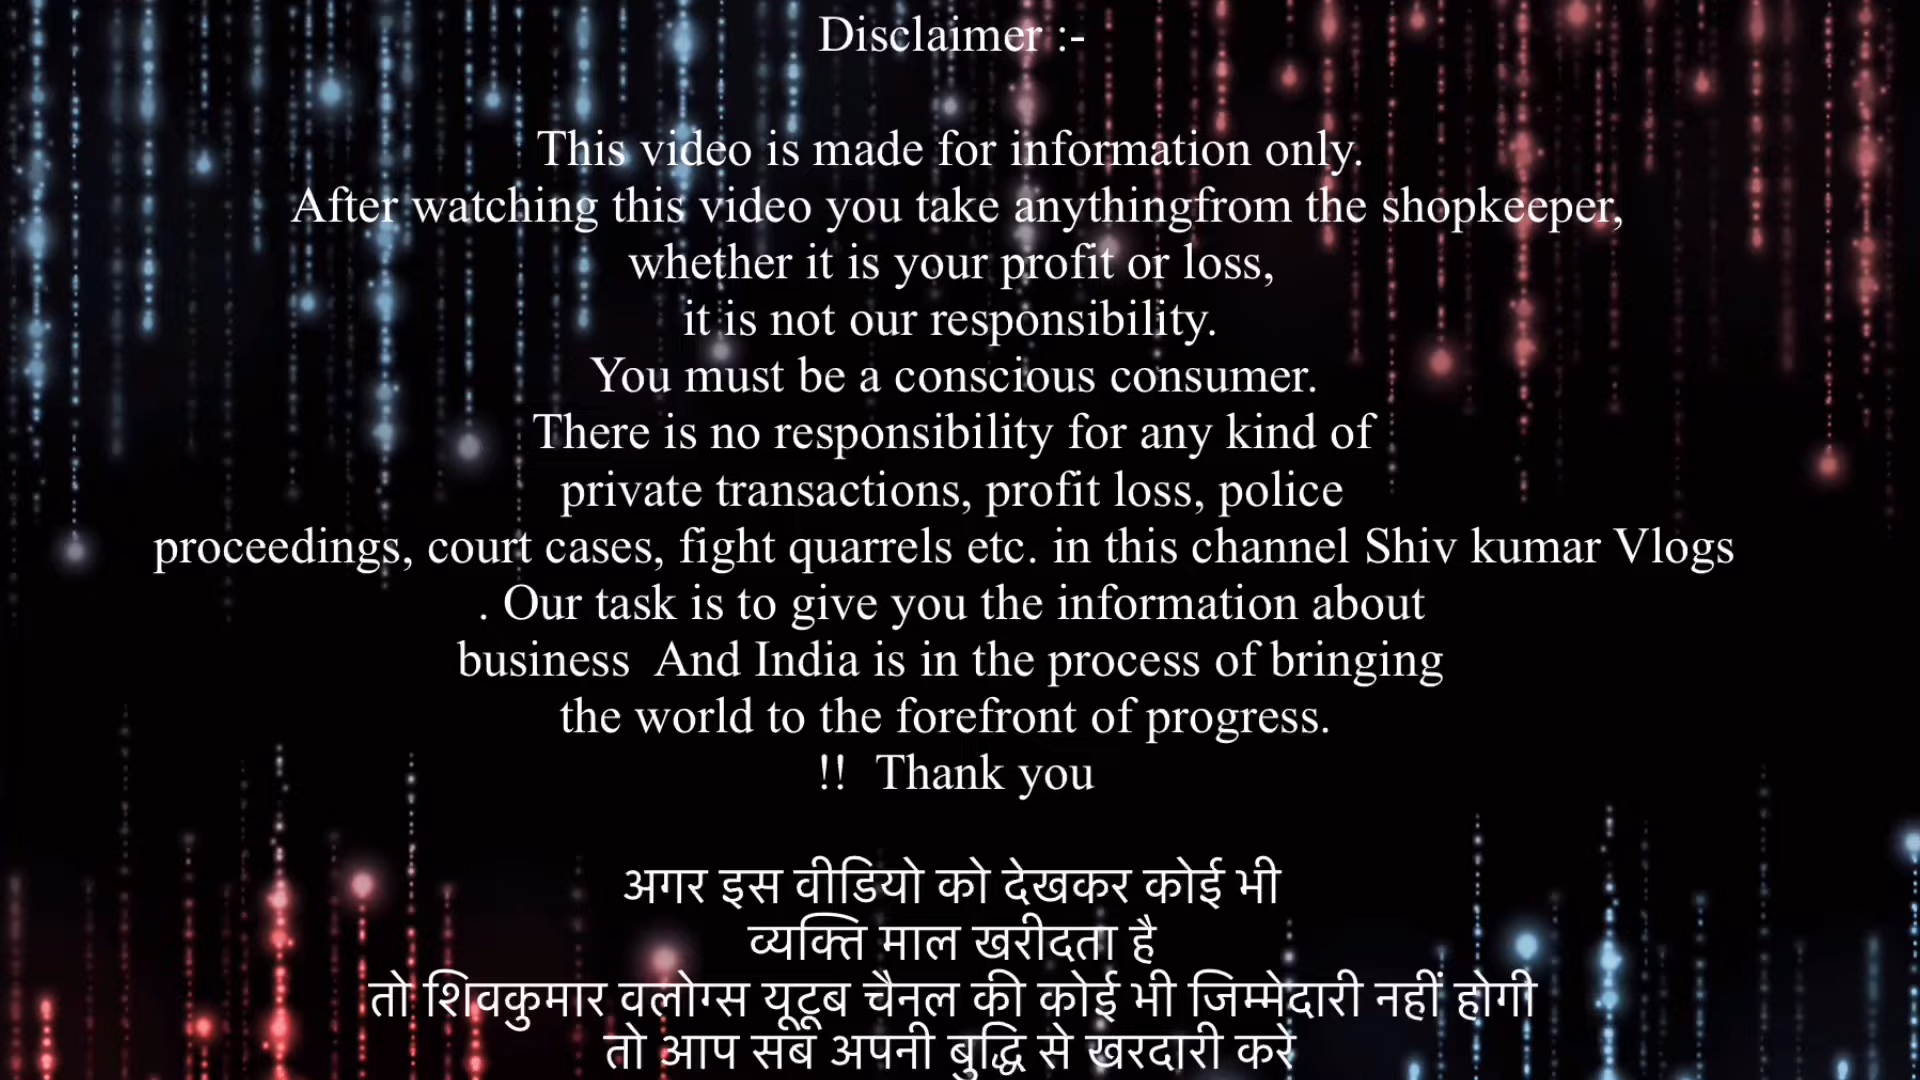 Disclaimer :-
This video is made for information only.
After watching this video you take anythingfrom the shopkeeper,
whether it is your profit or loss,
it is not our responsibility.
You must be a conscious consumer.
There is no responsibility for any kind of
private transactions, profit loss, police
proceedings, court cases, fight quarrels etc. in this channel Shiv kumar Vlogs
. Our task is to give you the information about
business  And India is in the process of bringing
the world to the forefront of progress.
!!  Thank you
अगर इस वीडियो को देखकर कोई भी
व्यक्ति माल खरीदता है
तो शिवकुमार वलोग्स यूटूब चैनल की कोई भी जिम्मेदारी नहीं होगी
तो आप सब अपनी बुद्धि से खरदारी करे